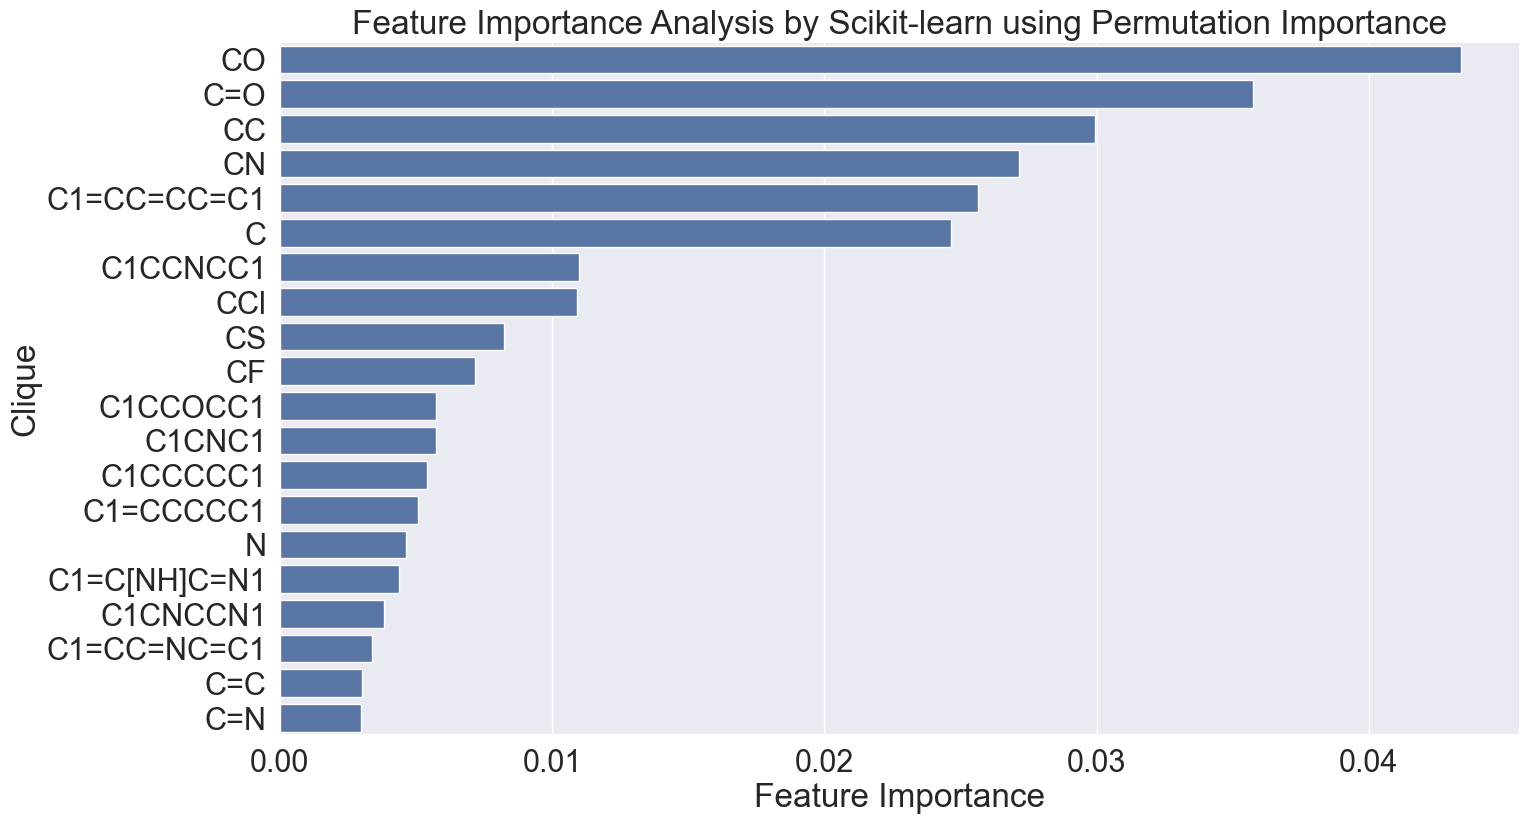 Feature Importance Analysis by Scikit-learn using Permutation Importance
CO
C=O
CC
CN
C1=CC=CC=C1
C
C1CCNCC1
CCl
CS
CF
C1CCOCC1
C1CNC1
C1CCCCC1
C1=CCCCC1
N
C1=C[NH]C=N1
C1CNCCN1
C1=CC=NC=C1
C=C
C=N
Clique
0.00 0.01 0.02 0.03 0.04
Feature Importance